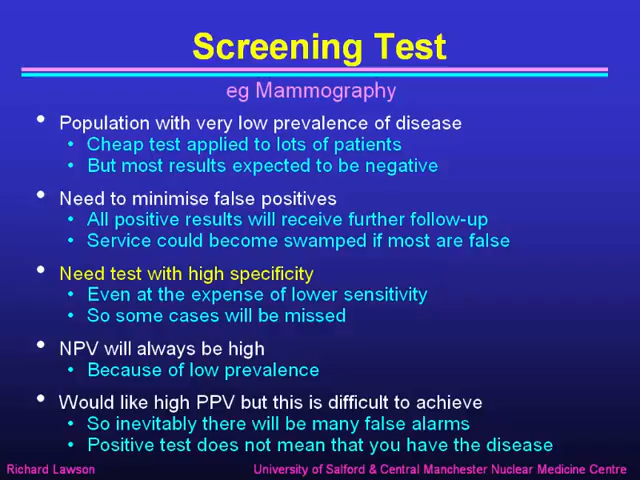 Screening Test
eg Mammography
• Population with very low prevalence of disease
• Cheap test applied to lots of patients
• But most results expected to be negative
• Need to minimise false positives
• All positive results will receive further follow-up
• Service could become swamped if most are false
• Need test with high specificity
• Even at the expense of lower sensitivity
• So some cases will be missed
• NPV will always be high
• Because of low prevalence
• Would like high PPV but this is difficult to achieve
• So inevitably there will be many false alarms
• Positive test does not mean that you have the disease
Richard Lawson
University of Salford & Central Manchester Nuclear Medicine Centre